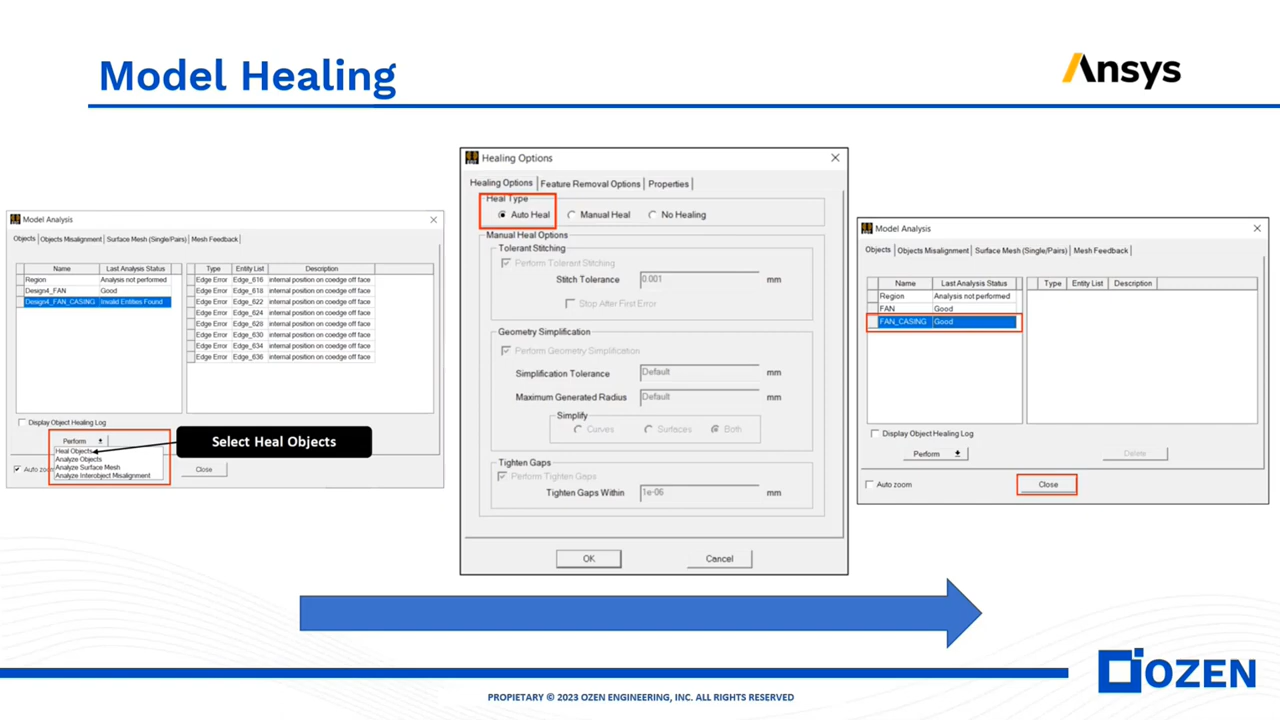 Model Healing
Ansys
Model Analysis
Objects Objects Misalignment Surface Mesh (Single/Pairs) Mesh Feedback
Name Last Analysis Status
Region Analysis not performed
Design4_FAN Good
Design4_FAN_CASING Invalid Entities Found
Type Entity List Description
Edge Error Edge_616 internal position on coedge off face
Edge Error Edge_618 internal position on coedge off face
Edge Error Edge_622 internal position on coedge off face
Edge Error Edge_624 internal position on coedge off face
Edge Error Edge_628 internal position on coedge off face
Edge Error Edge_630 internal position on coedge off face
Edge Error Edge_634 internal position on coedge off face
Edge Error Edge_636 internal position on coedge off face
Display Object Healing Log
Perform
Heal Objects
Analyze Objects
Analyze Surface Mesh
Analyze Interobject Misalignment
Auto zoo
Close
Select Heal Objects
Healing Options
Healing Options Feature Removal Options Properties
Heal Type
Auto Heal Manual Heal No Healing
Manual Heal Options
Tolerant Stitching
Perform Tolerant Stitching
Stitch Tolerance 0.001 mm
Stop After First Error
Geometry Simplification
Perform Geometry Simplification
Simplification Tolerance Default mm
Maximum Generated Radius Default mm
Simplify
Curves Surfaces Both
Tighten Gaps
Perform Tighten Gaps
Tighten Gaps Within 1e-06 mm
OK Cancel
Model Analysis
Objects Objects Misalignment Surface Mesh (Single/Pairs) Mesh Feedback
Name Last Analysis Status
Region Analysis not performed
FAN Good
FAN_CASING Good
Type Entity List Description
Display Object Healing Log
Perform Delete
Auto zoom
Close
OZEN
PROPIETARY © 2023 OZEN ENGINEERING, INC. ALL RIGHTS RESERVED